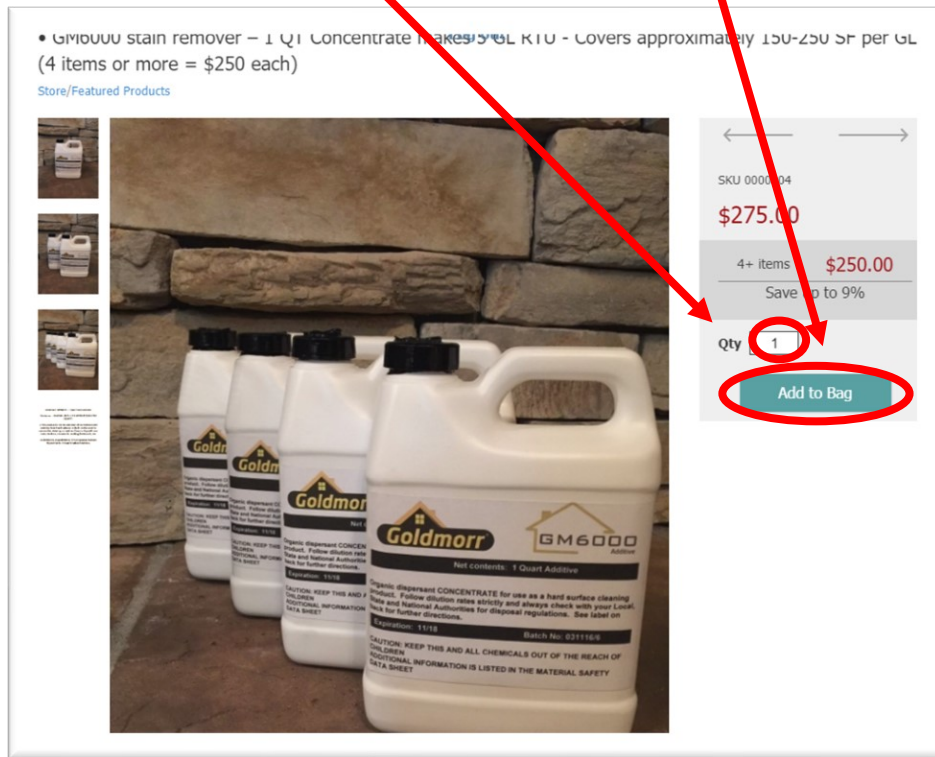 • GM6000 stain remover – 1 QT Concentrate makes 5 GL RTU - Covers approximately 150-250 SF per GL
(4 items or more = $250 each)
Store/Featured Products
SKU
$275.00
4+ items $250.00
Save up to 9%
Qty 1
Add to Bag
Goldmorr
GM6000
Additive
Net contents: 1 Quart Additive
Organic dispersant CONCENTRATE for use as a hard surface cleaning
product. Follow dilution rates strictly and always check with your Local,
State and National Authorities for disposal regulations. See label on
back for further directions.
Expiration: 11/18 Batch No: 031116/6
CAUTION: KEEP THIS AND ALL CHEMICALS OUT OF THE REACH OF
CHILDREN
ADDITIONAL INFORMATION IS LISTED IN THE MATERIAL SAFETY
DATA SHEET